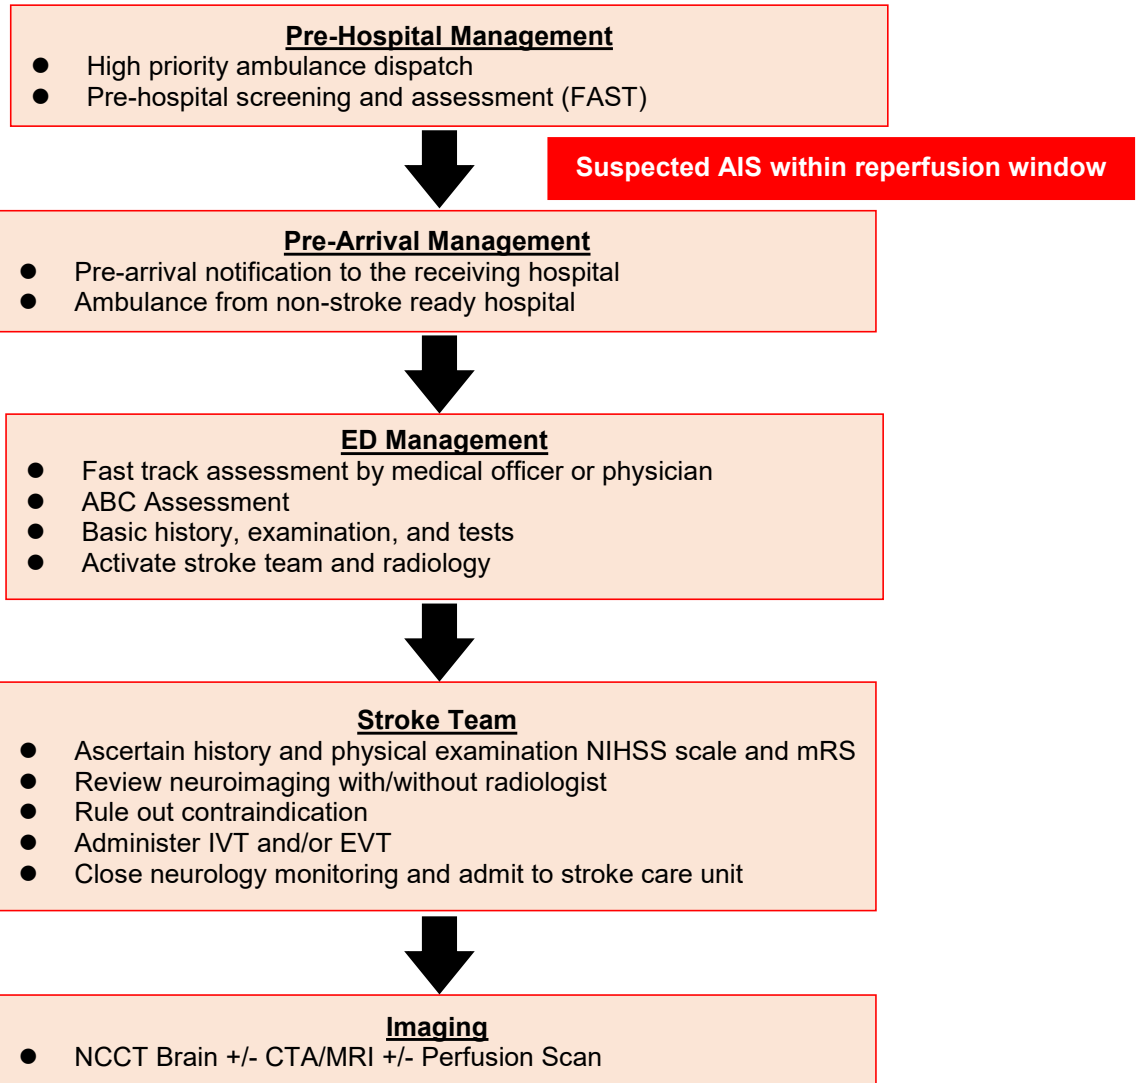 Pre-Hospital Management
● High priority ambulance dispatch
● Pre-hospital screening and assessment (FAST)
Suspected AIS within reperfusion window
Pre-Arrival Management
● Pre-arrival notification to the receiving hospital
● Ambulance from non-stroke ready hospital
ED Management
● Fast track assessment by medical officer or physician
● ABC Assessment
● Basic history, examination, and tests
● Activate stroke team and radiology
Stroke Team
● Ascertain history and physical examination NIHSS scale and mRS
● Review neuroimaging with/without radiologist
● Rule out contraindication
● Administer IVT and/or EVT
● Close neurology monitoring and admit to stroke care unit
Imaging
● NCCT Brain +/- CTA/MRI +/- Perfusion Scan